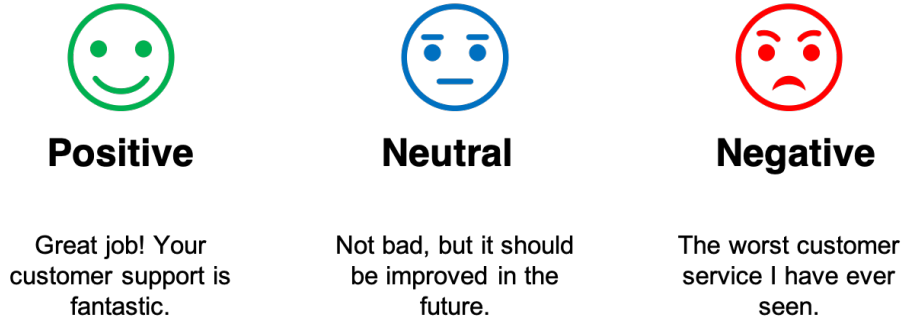 Positive
Neutral
Negative
Great job! Your
customer support is
fantastic.
Not bad, but it should
be improved in the
future.
The worst customer
service I have ever
seen.